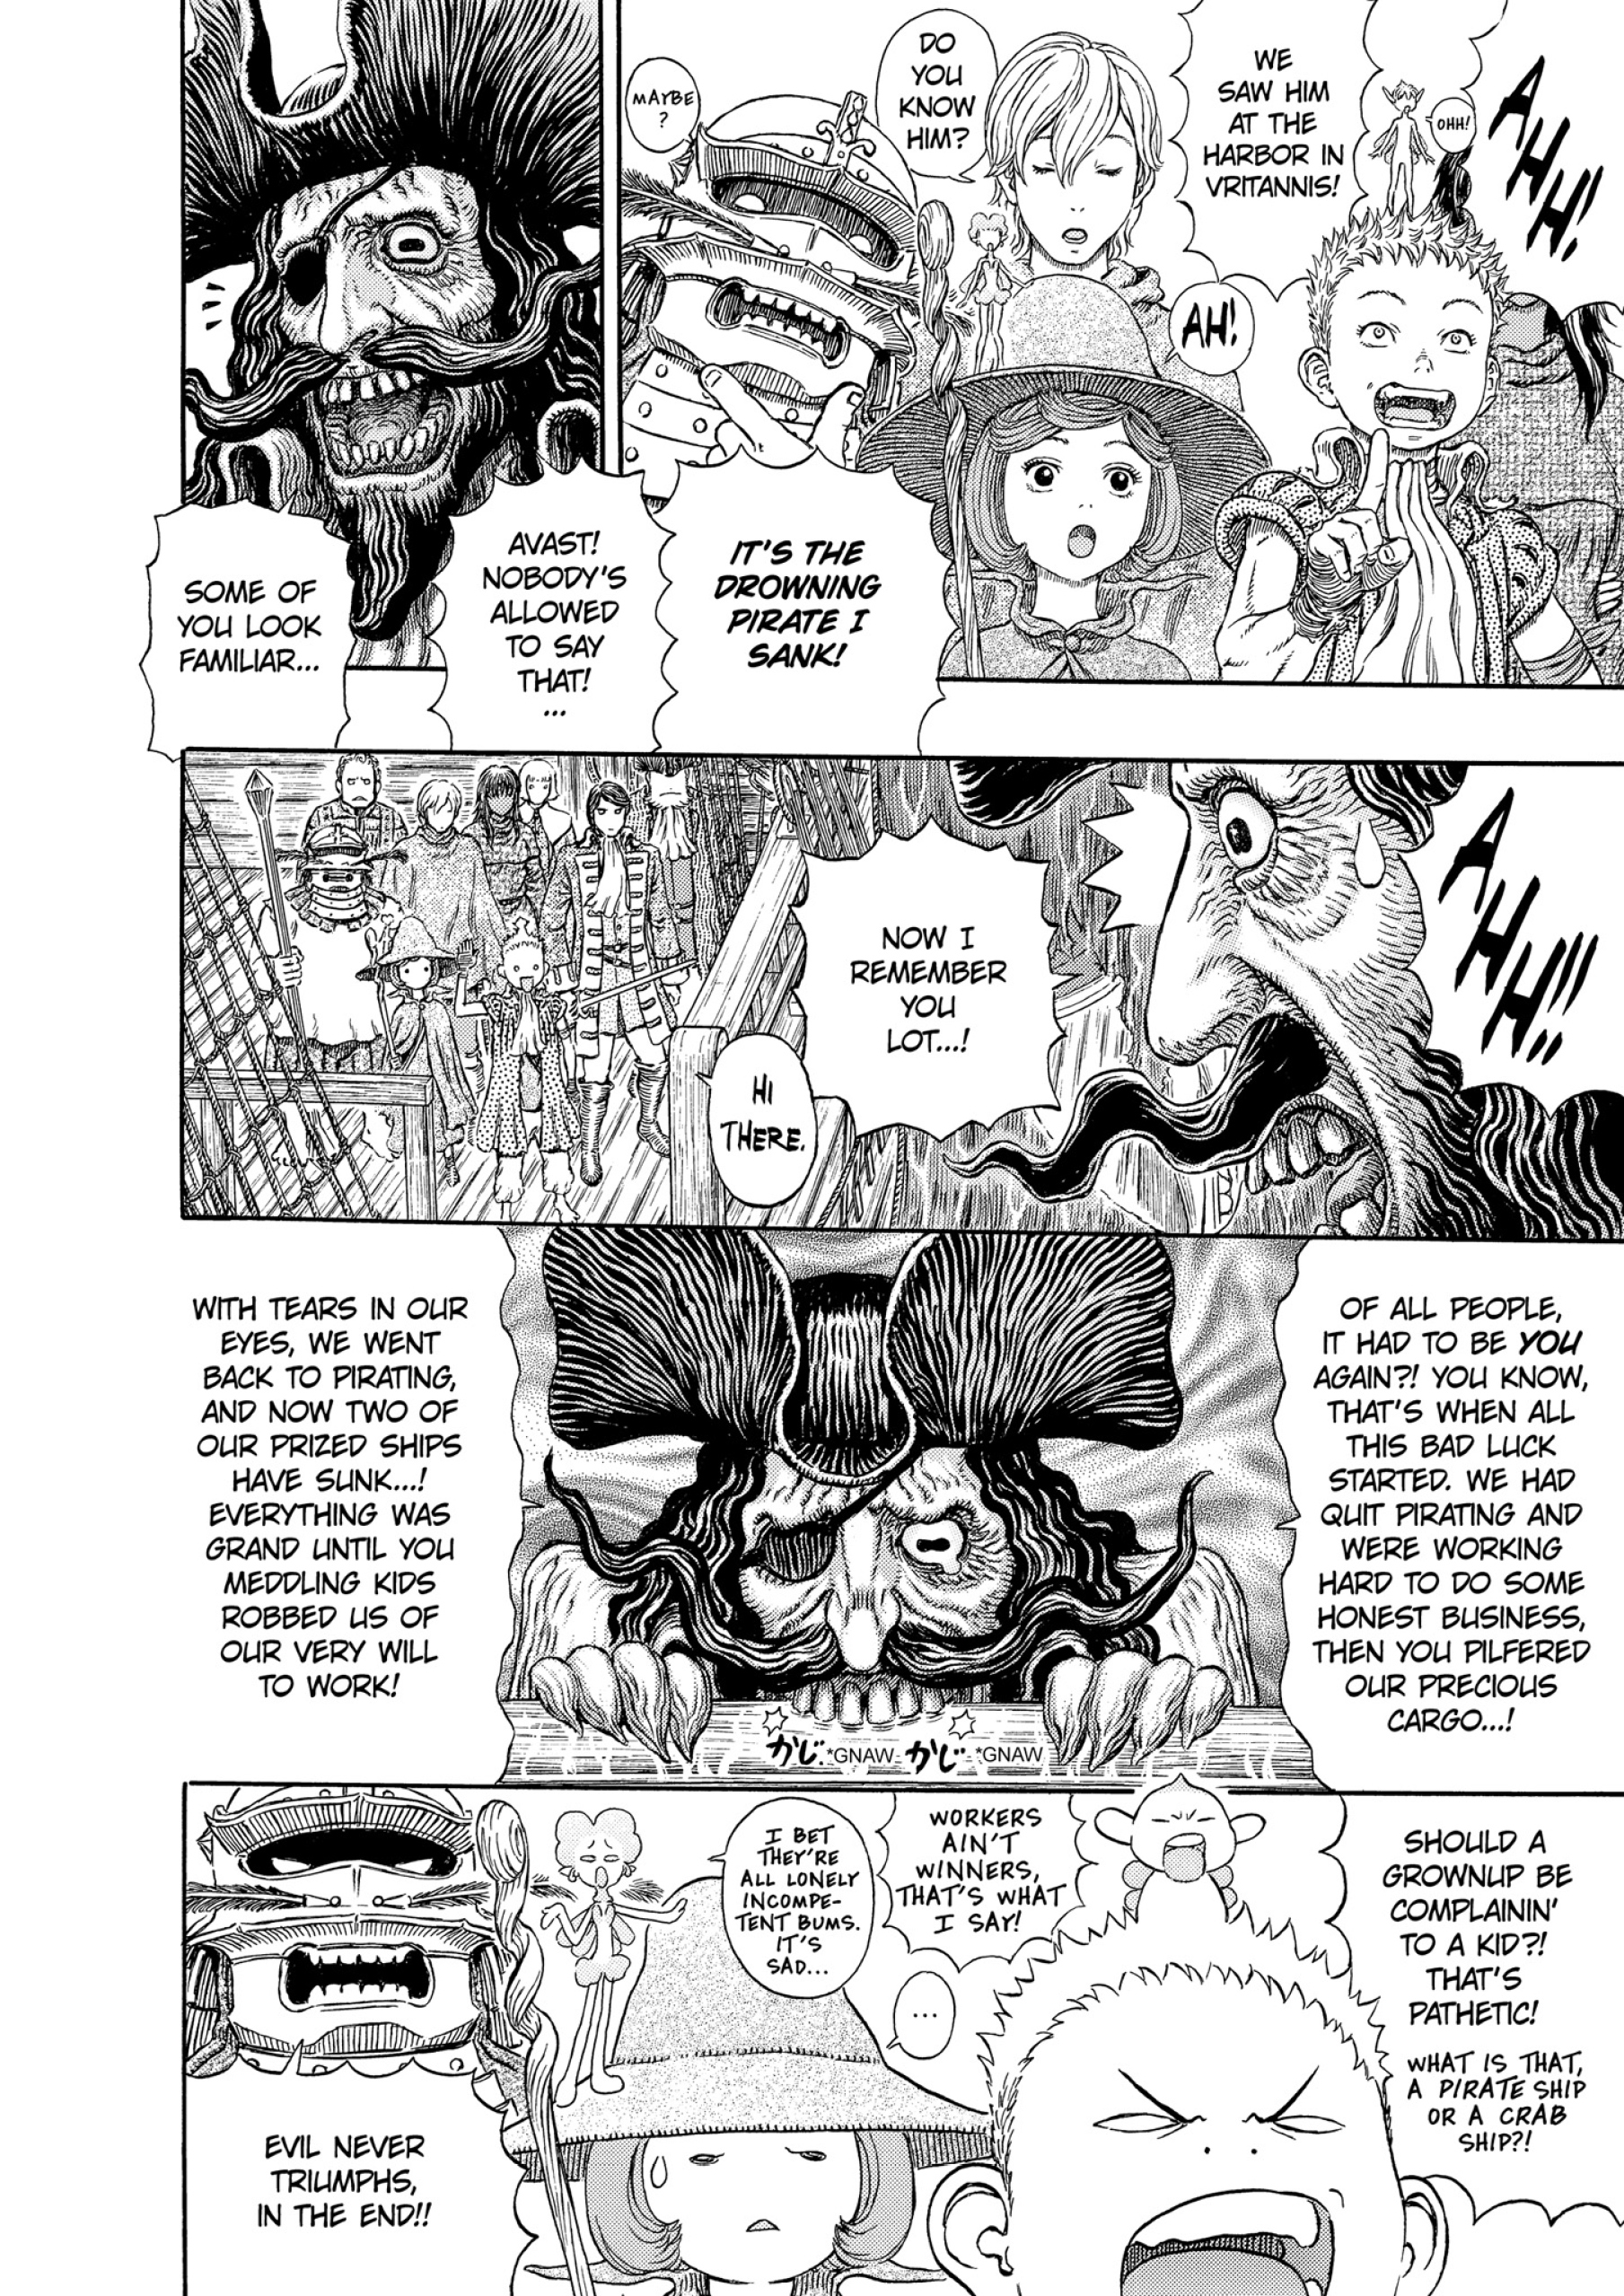 AHH!
OHH!
WE
SAW HIM
AT THE
HARBOR IN
VRITANNIS!
AH!
DO
YOU
KNOW
HIM?
MAYBE
?
IT'S THE
DROWNING
PIRATE I
SANK!
AVAST!
NOBODY'S
ALLOWED
TO SAY
THAT!
...
SOME OF
YOU LOOK
FAMILIAR...
AHHH!!!
NOW I
REMEMBER
YOU
LOT...!
HI
THERE.
OF ALL PEOPLE,
IT HAD TO BE YOU
AGAIN?! YOU KNOW,
THAT'S WHEN ALL
THIS BAD LUCK
STARTED. WE HAD
QUIT PIRATING AND
WERE WORKING
HARD TO DO SOME
HONEST BUSINESS,
THEN YOU PILFERED
OUR PRECIOUS
CARGO...!
かじ *GNAW かじ *GNAW
WITH TEARS IN OUR
EYES, WE WENT
BACK TO PIRATING,
AND NOW TWO OF
OUR PRIZED SHIPS
HAVE SUNK...!
EVERYTHING WAS
GRAND UNTIL YOU
MEDDLING KIDS
ROBBED US OF
OUR VERY WILL
TO WORK!
SHOULD A
GROWNUP BE
COMPLAININ'
TO A KID?!
THAT'S
PATHETIC!
WHAT IS THAT,
A PIRATE SHIP
OR A CRAB
SHIP?!
WORKERS
AIN'T
WINNERS,
THAT'S WHAT
I SAY!
...
I BET
THEY'RE
ALL LONELY
INCOMPE-
TENT BUMS.
IT'S
SAD...
EVIL NEVER
TRIUMPHS,
IN THE END!!